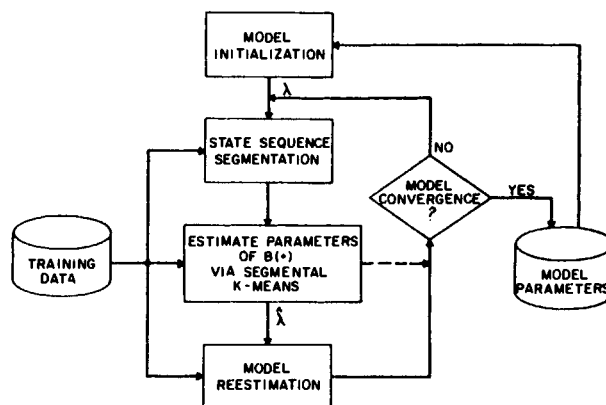 MODEL
INITIALIZATION
λ
STATE SEQUENCE
SEGMENTATION
NO
MODEL
CONVERGENCE
?
YES
TRAINING
DATA
ESTIMATE PARAMETERS
OF B(•)
VIA SEGMENTAL
K-MEANS
MODEL
PARAMETERS
λ̂
MODEL
REESTIMATION